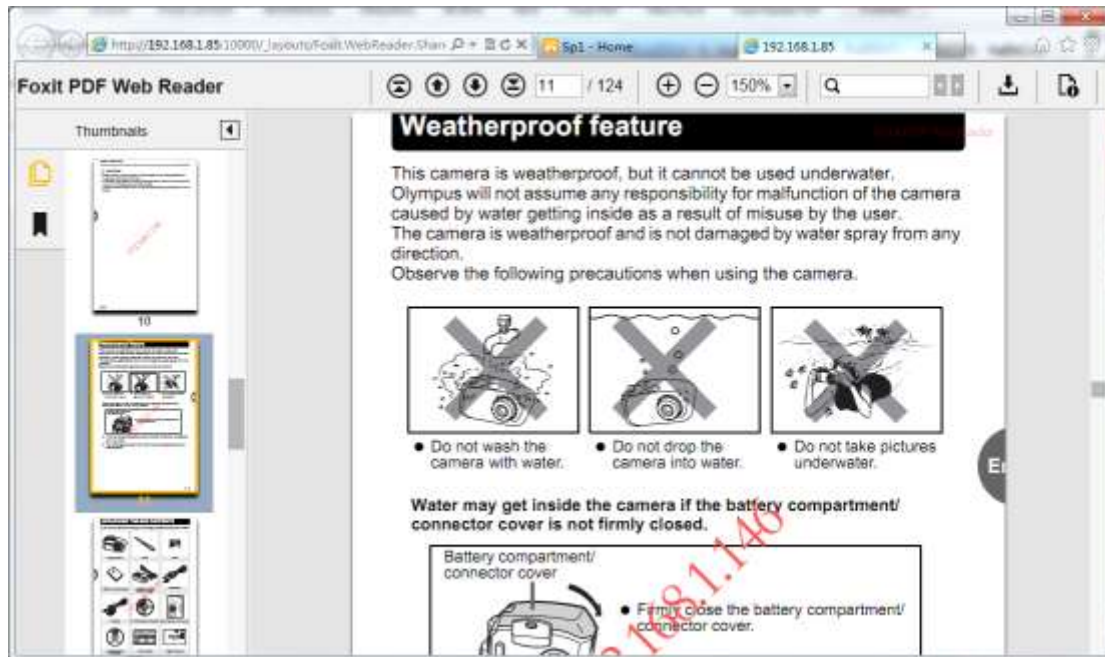 http://192.168.1.85:10000/_layouts/Foxit.WebReader.Shar
Sp1 - Home
192.168.1.85
Foxit PDF Web Reader
11 / 124
150%
Thumbnails
Weatherproof feature
This camera is weatherproof, but it cannot be used underwater.
Olympus will not assume any responsibility for malfunction of the camera
caused by water getting inside as a result of misuse by the user.
The camera is weatherproof and is not damaged by water spray from any
direction.
Observe the following precautions when using the camera.
10
● Do not wash the
camera with water.
● Do not drop the
camera into water.
● Do not take pictures
underwater.
Water may get inside the camera if the battery compartment/
connector cover is not firmly closed.
Battery compartment/
connector cover
● Firmly close the battery compartment/
connector cover.
168.1.146